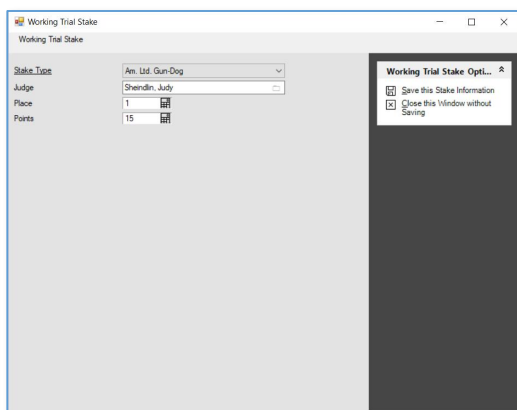 Working Trial Stake
Working Trial Stake
Stake Type Am. Ltd. Gun-Dog
Judge Sheindlin, Judy
Place 1
Points 15
Working Trial Stake Opti...
Save this Stake Information
Close this Window without
Saving